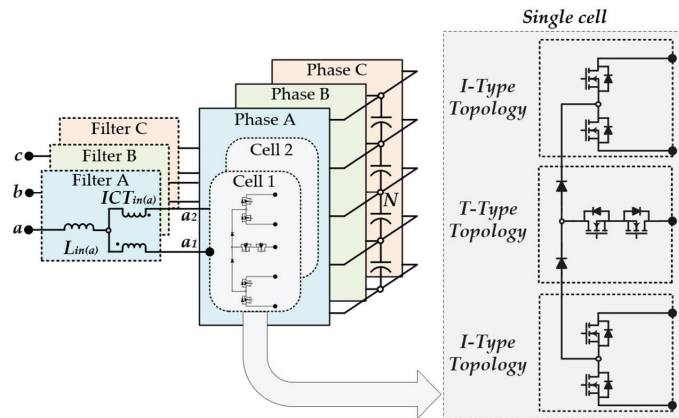 Single cell
Phase C
Phase B
Phase A
Filter C
Filter B
Filter A
Cell 2
Cell 1
c
b
a
ICTin(a)
Lin(a)
a2
a1
N
I-Type
Topology
T-Type
Topology
I-Type
Topology